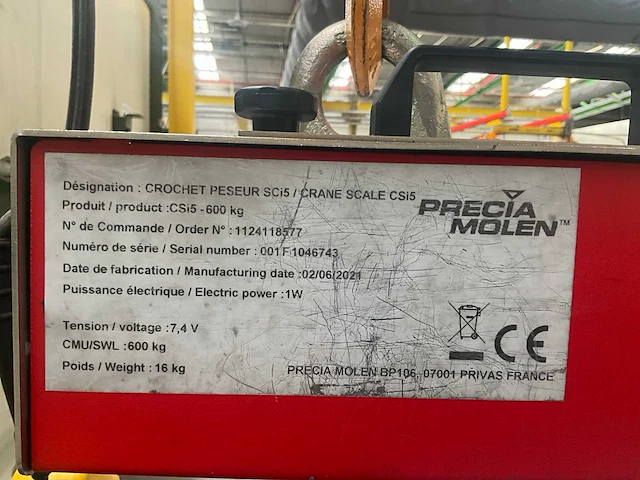 Désignation : CROCHET PESEUR SCi5 / CRANE SCALE CSi5
Produit / product :CSi5 - 600 kg
N° de Commande / Order N° : 1124118577
Numéro de série / Serial number : 001F1046743
Date de fabrication / Manufacturing date :02/06/2021
Puissance électrique / Electric power :1W
Tension / voltage :7,4 V
CMU/SWL :600 kg
Poids / Weight : 16 kg
PRECIA
MOLEN™
CE
PRECIA MOLEN BP106, 07001 PRIVAS FRANCE